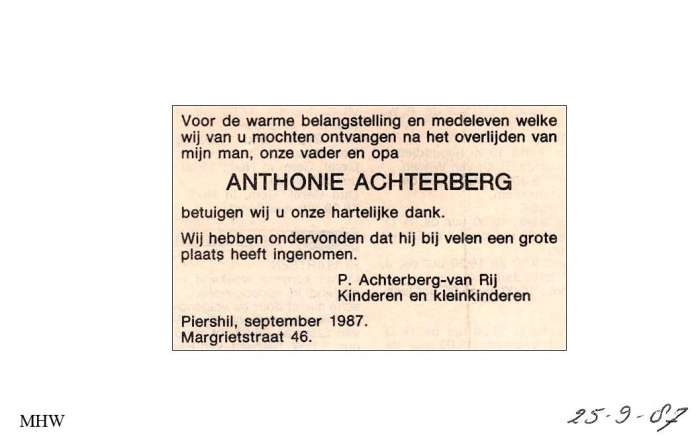 Voor de warme belangstelling en medeleven welke
wij van u mochten ontvangen na het overlijden van
mijn man, onze vader en opa
ANTHONIE ACHTERBERG
betuigen wij u onze hartelijke dank.
Wij hebben ondervonden dat hij bij velen een grote
plaats heeft ingenomen.
P. Achterberg-van Rij
Kinderen en kleinkinderen
Piershil, september 1987.
Margrietstraat 46.
MHW
25-9-87